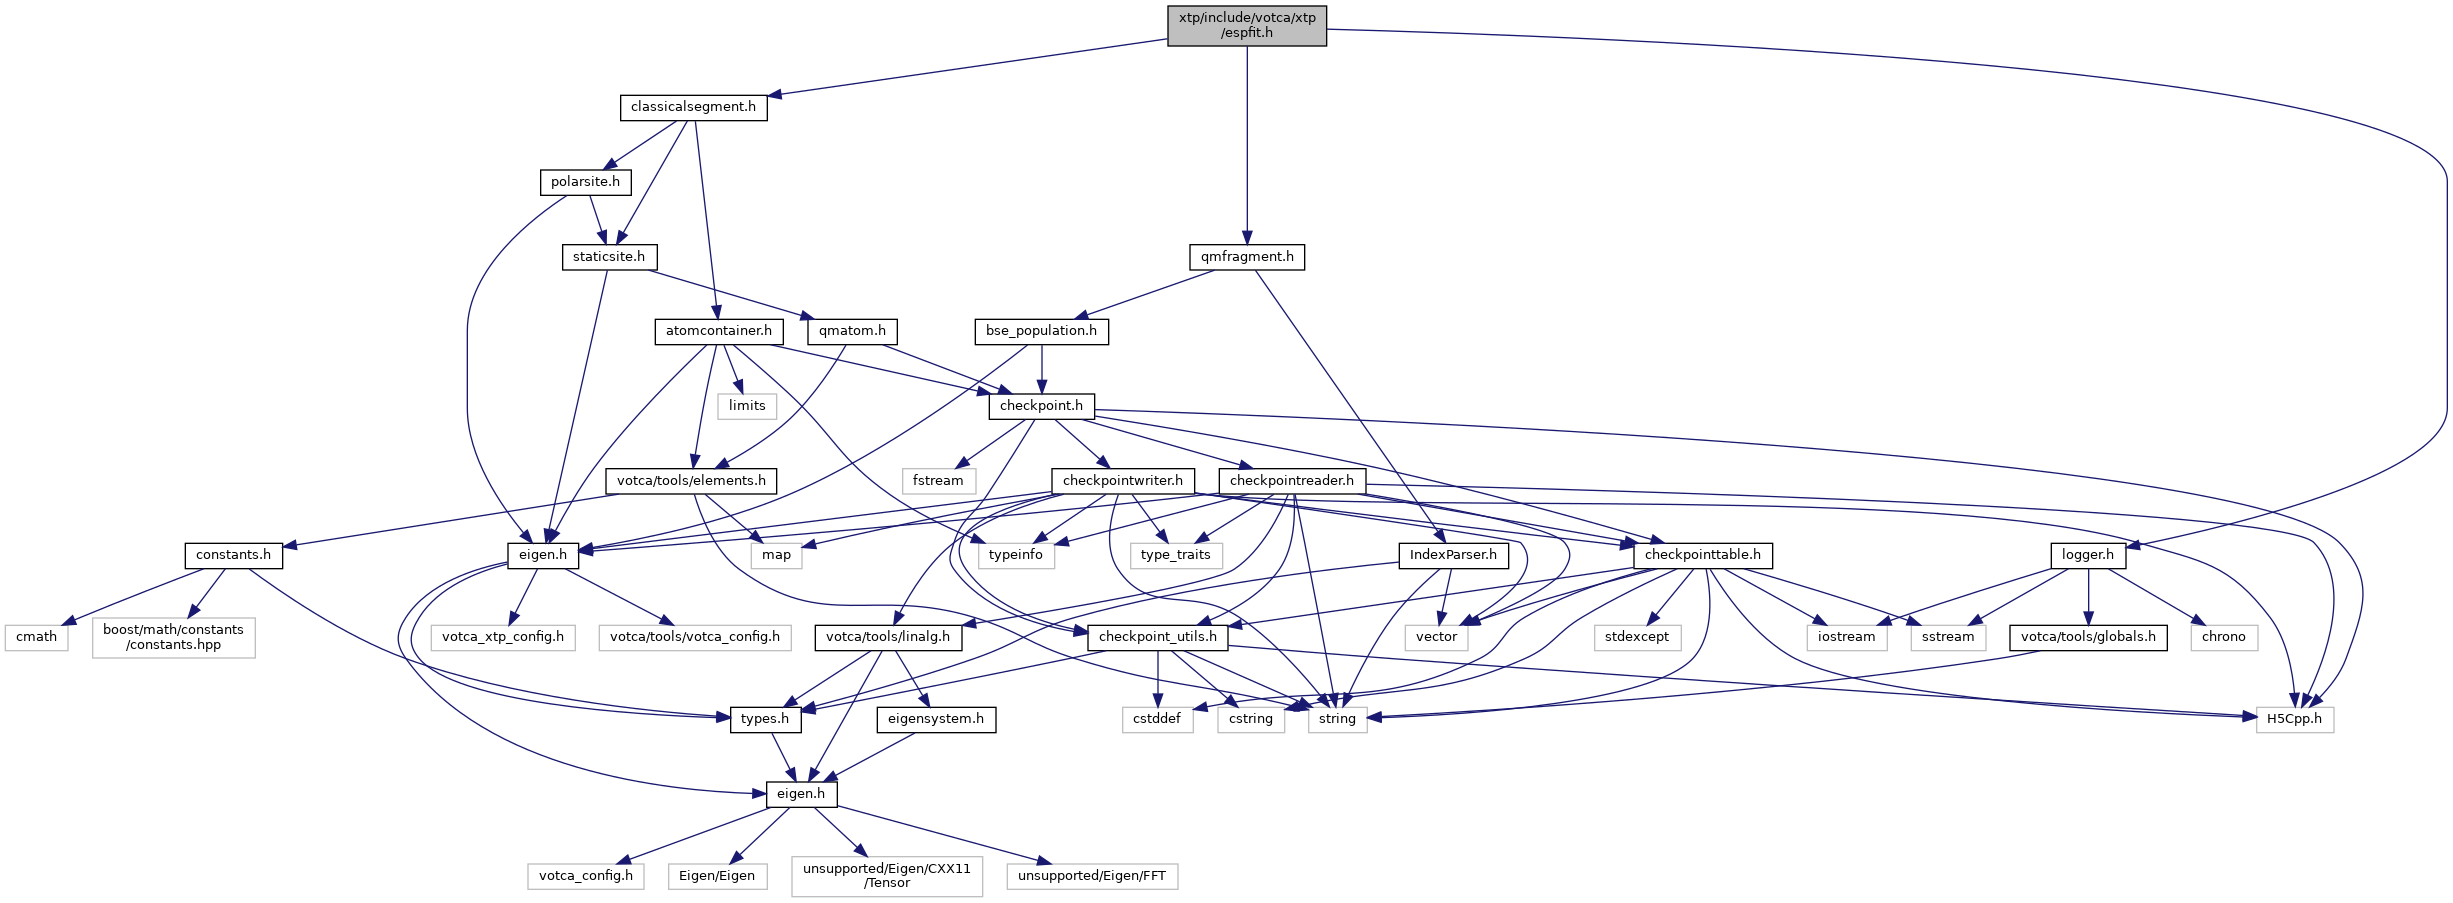 xtp/include/votca/xtp
/espfit.h
classicalsegment.h
polarsite.h
staticsite.h
qmfragment.h
atomcontainer.h
qmatom.h
bse_population.h
limits
checkpoint.h
votca/tools/elements.h
fstream
checkpointwriter.h
checkpointreader.h
constants.h
eigen.h
map
typeinfo
type_traits
IndexParser.h
checkpointtable.h
logger.h
cmath
boost/math/constants
/constants.hpp
votca_xtp_config.h
votca/tools/votca_config.h
votca/tools/linalg.h
checkpoint_utils.h
vector
stdexcept
iostream
sstream
votca/tools/globals.h
chrono
types.h
eigensystem.h
cstddef
cstring
string
H5Cpp.h
eigen.h
votca_config.h
Eigen/Eigen
unsupported/Eigen/CXX11
/Tensor
unsupported/Eigen/FFT